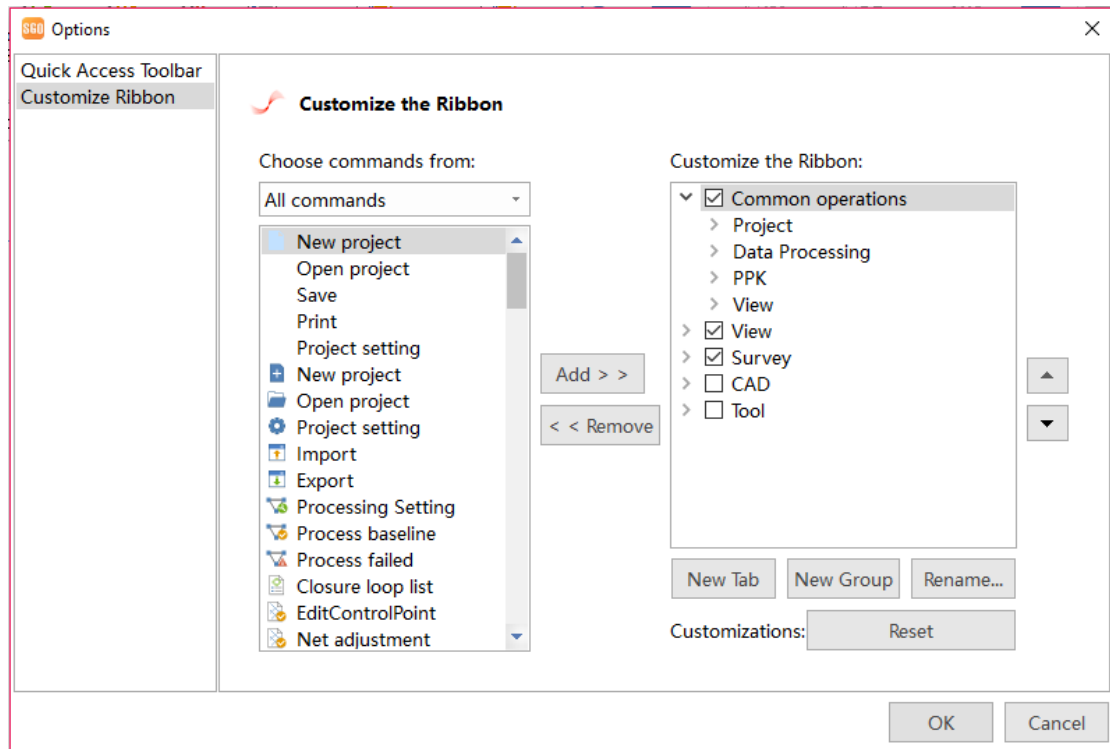 SGO Options
Quick Access Toolbar
Customize Ribbon
Customize the Ribbon
Choose commands from:
All commands
New project
Open project
Save
Print
Project setting
New project
Open project
Project setting
Import
Export
Processing Setting
Process baseline
Process failed
Closure loop list
EditControlPoint
Net adjustment
Add > >
< < Remove
Customize the Ribbon:
Common operations
Project
Data Processing
PPK
View
View
Survey
CAD
Tool
New Tab New Group Rename...
Customizations: Reset
OK Cancel